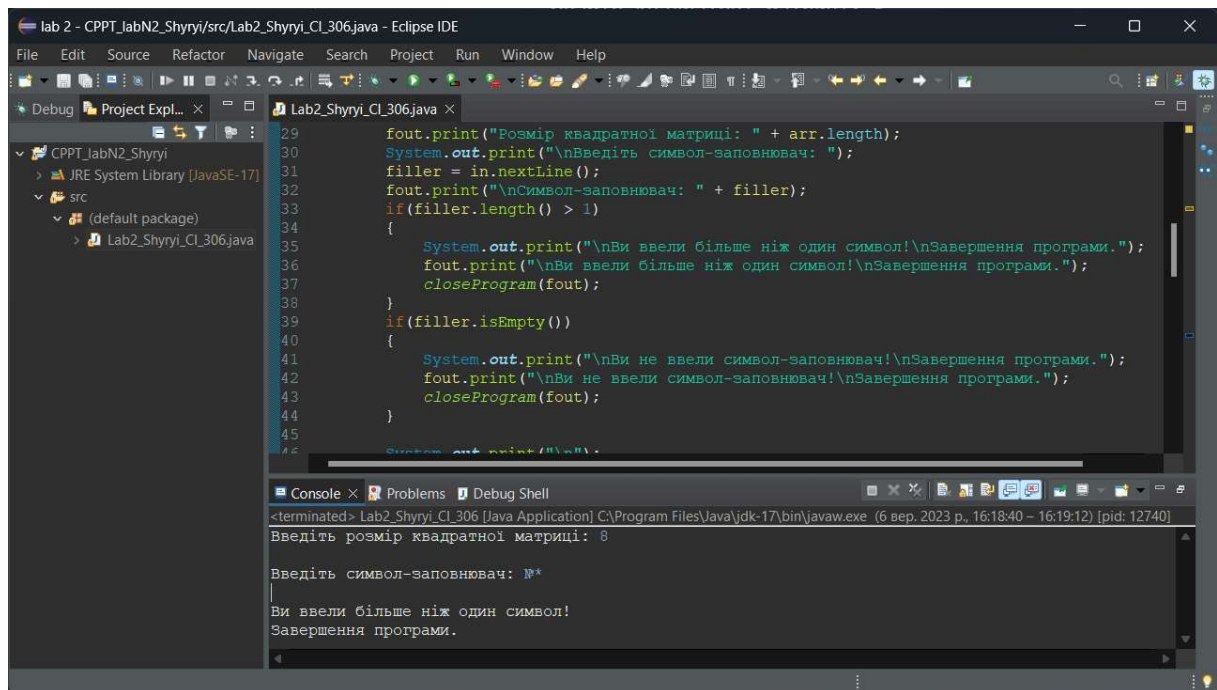 lab 2 - CPPT_labN2_Shyryi/src/Lab2_Shyryi_CI_306.java - Eclipse IDE
File Edit Source Refactor Navigate Search Project Run Window Help
Debug Project Expl...
Lab2_Shyryi_CI_306.java
CPPT_labN2_Shyryi
JRE System Library [JavaSE-17]
src
(default package)
Lab2_Shyryi_CI_306.java
29 fout.print("Розмір квадратної матриці: " + arr.length);
30 System.out.print("\nВведіть символ-заповнювач: ");
31 filler = in.nextLine();
32 fout.print("\nСимвол-заповнювач: " + filler);
33 if(filler.length() > 1)
34 {
35 System.out.print("\nВи ввели більше ніж один символ!\nЗавершення програми.");
36 fout.print("\nВи ввели більше ніж один символ!\nЗавершення програми.");
37 closeProgram(fout);
38 }
39 if(filler.isEmpty())
40 {
41 System.out.print("\nВи не ввели символ-заповнювач!\nЗавершення програми.");
42 fout.print("\nВи не ввели символ-заповнювач!\nЗавершення програми.");
43 closeProgram(fout);
44 }
45
46 System.out.print("\n");
Console Problems Debug Shell
<terminated> Lab2_Shyryi_CI_306 [Java Application] C:\Program Files\Java\jdk-17\bin\javaw.exe (6 вер. 2023 р., 16:18:40 – 16:19:12) [pid: 12740]
Введіть розмір квадратної матриці: 8
Введіть символ-заповнювач: №*
Ви ввели більше ніж один символ!
Завершення програми.